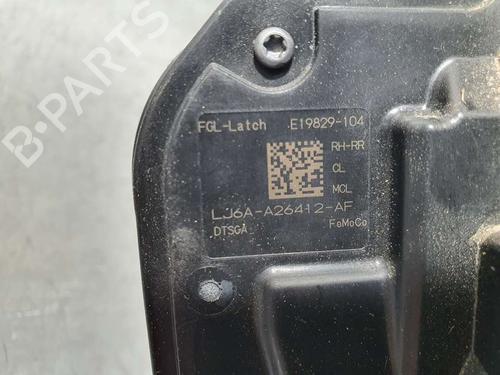 FGL-Latch E19829-104
RH-RR
CL
MCL
LJ6A-A26412-AF
DTSGA FoMoCo
B-PARTS